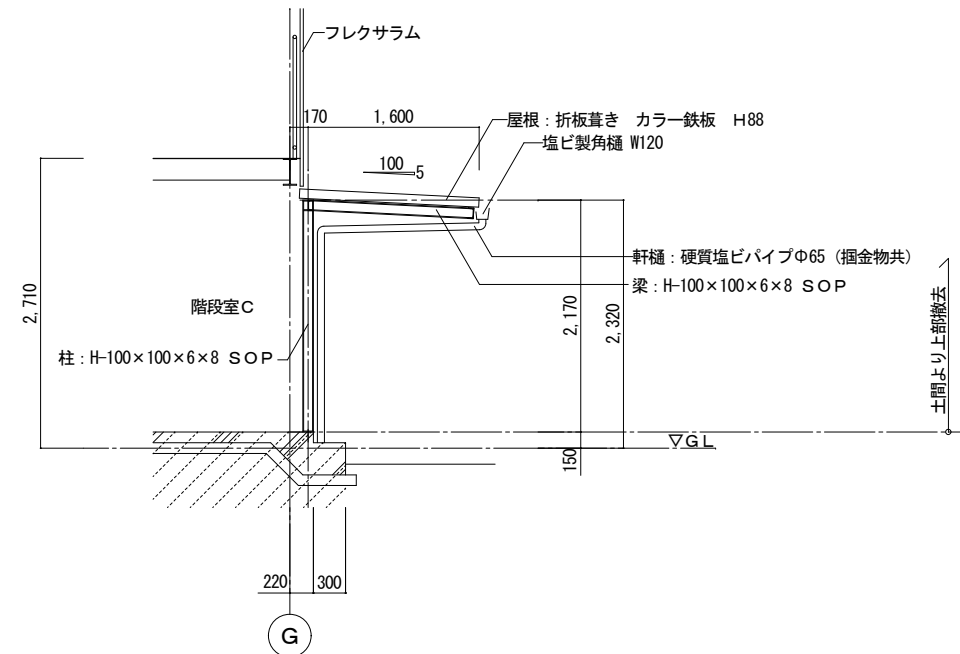 フレクサラム
170
1,600
屋根：折板葺き カラー鉄板 H88
塩ビ製角樋 W120
100
5
軒樋：硬質塩ビパイプΦ65（掴金物共）
梁：H-100×100×6×8 SOP
階段室C
2,710
2,170
2,320
土間より上部撤去
柱：H-100×100×6×8 SOP
▽GL
150
220
300
G